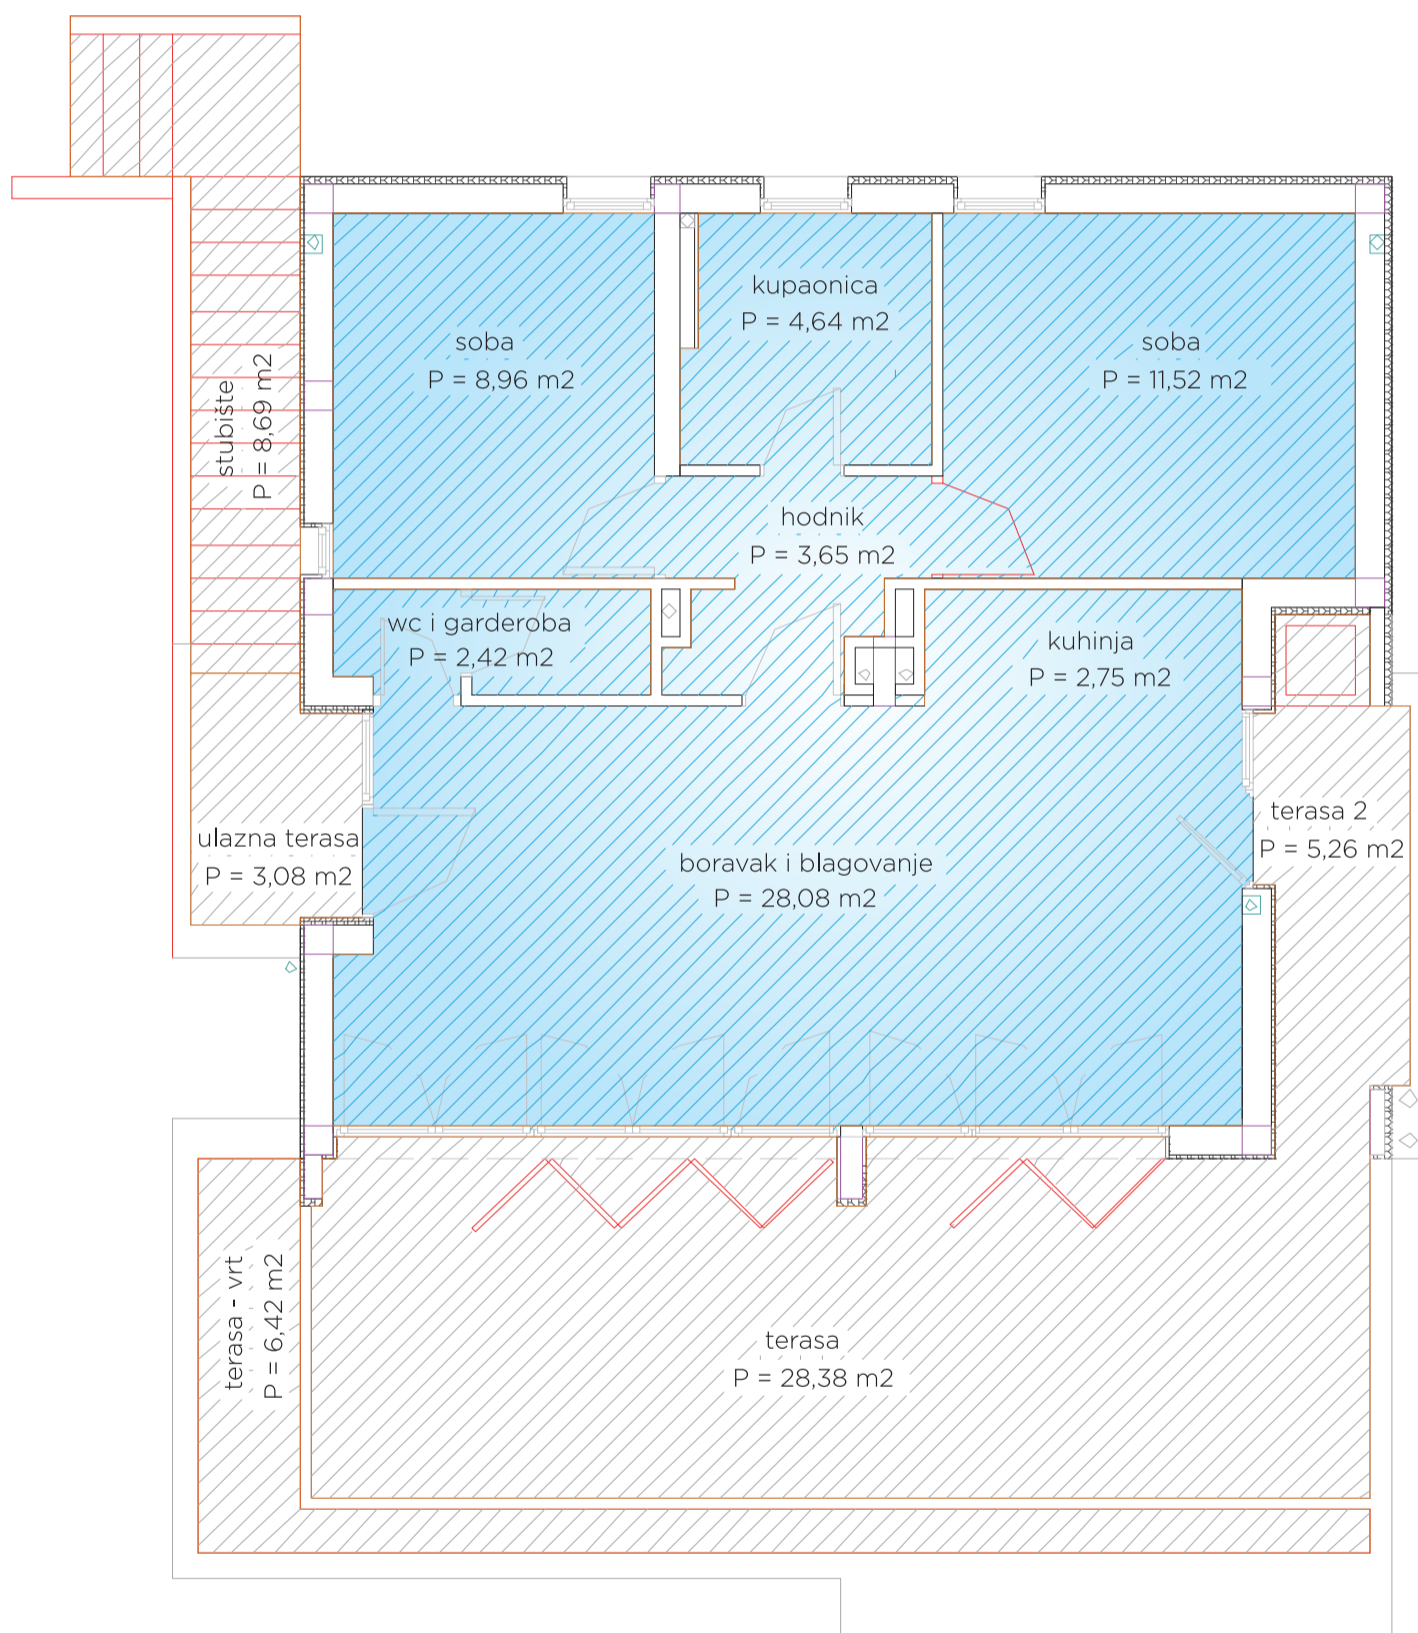 kupaonica
P = 4,64 m2
soba
P = 8,96 m2
soba
P = 11,52 m2
stubište
P = 8,69 m2
hodnik
P = 3,65 m2
wc i garderoba
P = 2,42 m2
kuhinja
P = 2,75 m2
ulazna terasa
P = 3,08 m2
boravak i blagovanje
P = 28,08 m2
terasa 2
P = 5,26 m2
terasa - vrt
P = 6,42 m2
terasa
P = 28,38 m2